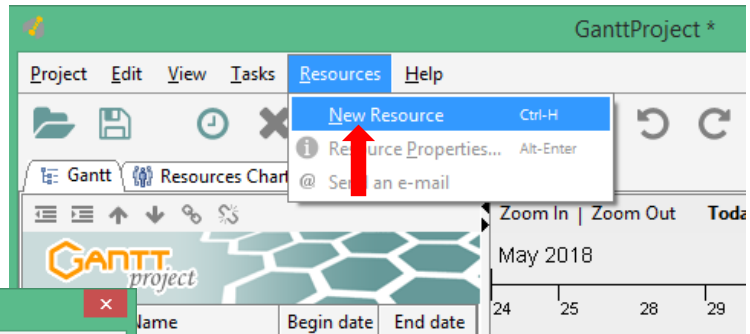 GanttProject *
Project Edit View Tasks Resources Help
New Resource Ctrl-H
Resource Properties... Alt-Enter
@ Send an e-mail
Gantt Resources Chart
Zoom In | Zoom Out Toda
GANTT project
May 2018
Name Begin date End date
24 25 28 29